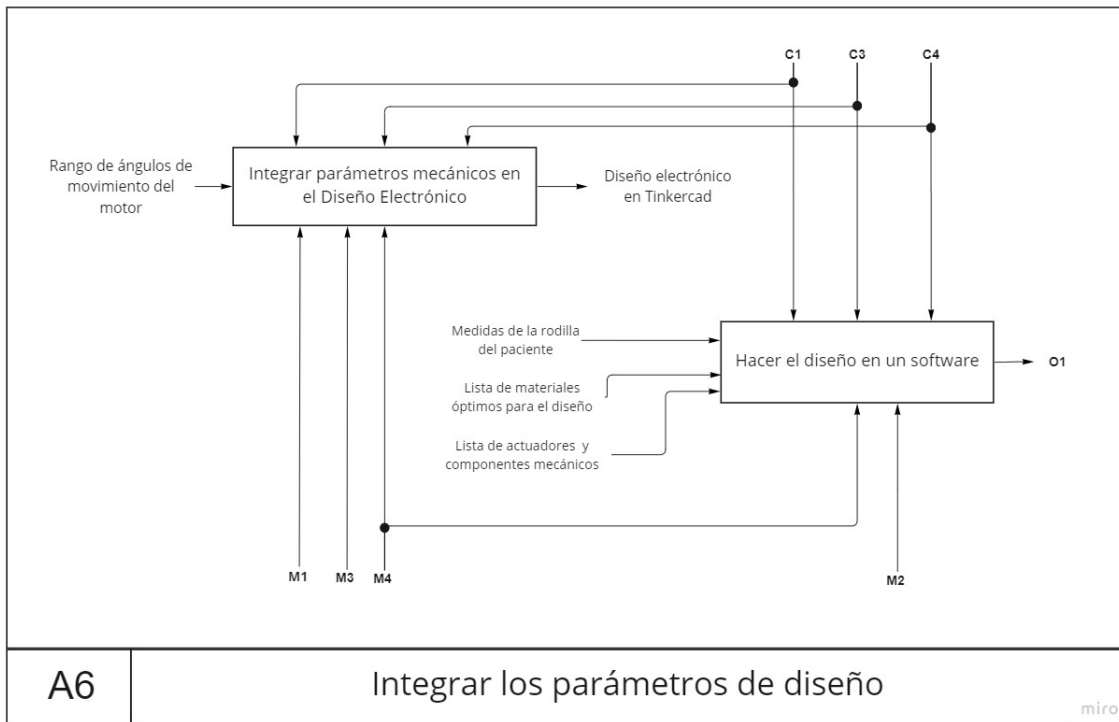 C1
C3
C4
Rango de ángulos de
movimiento del
motor
Integrar parámetros mecánicos en
el Diseño Electrónico
Diseño electrónico
en Tinkercad
Medidas de la rodilla
del paciente
Lista de materiales
óptimos para el diseño
Lista de actuadores y
componentes mecánicos
Hacer el diseño en un software
O1
M1
M3
M4
M2
A6
Integrar los parámetros de diseño
miro